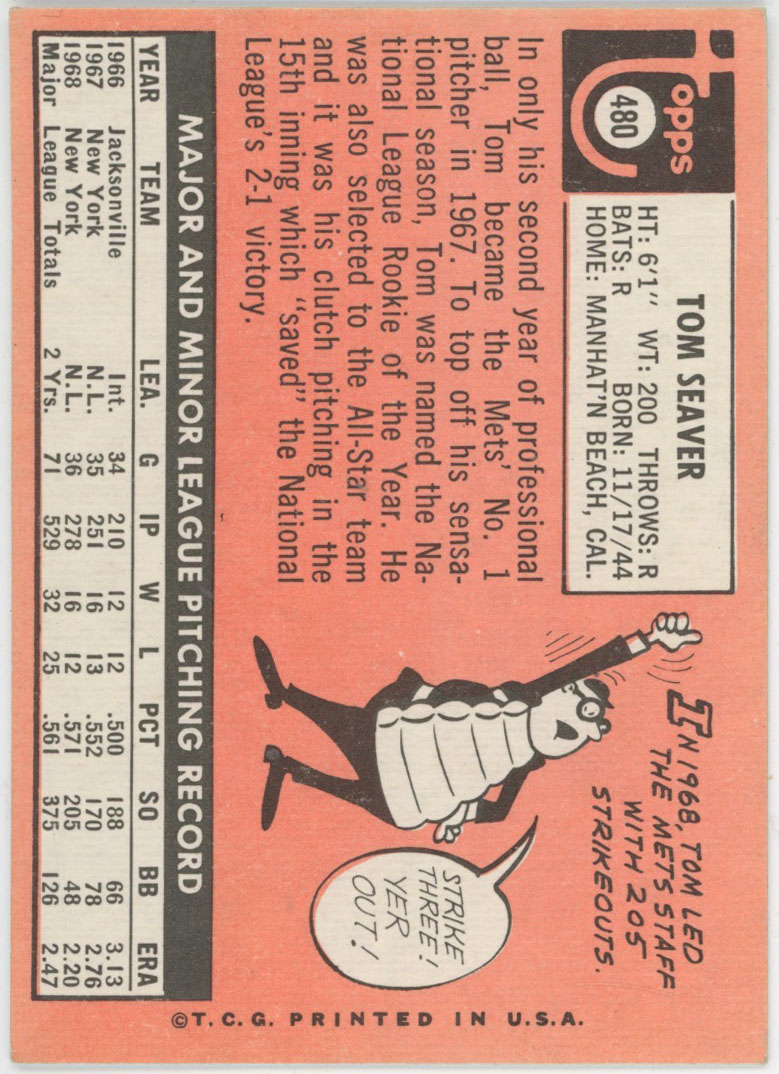 Topps
480
TOM SEAVER
HT: 6'1" WT: 200 THROWS: R
BATS: R BORN: 11/17/44
HOME: MANHAT'N BEACH, CAL.
In only his second year of professional
ball, Tom became the Mets' No. 1
pitcher in 1967. To top off his sensa-
tional season, Tom was named the Na-
tional League Rookie of the Year. He
was also selected to the All-Star team
and it was his clutch pitching in the
15th inning which "saved" the National
League's 2-1 victory.
IN 1968, TOM LED
THE METS STAFF
WITH 205
STRIKEOUTS.
STRIKE
THREE!
YER
OUT!
MAJOR AND MINOR LEAGUE PITCHING RECORD
YEAR TEAM LEA. G IP W L PCT SO BB ERA
1966 Jacksonville Int. 34 210 12 12 .500 188 66 3.13
1967 New York N.L. 35 251 16 13 .552 170 78 2.76
1968 New York N.L. 36 278 16 12 .571 205 48 2.20
Major League Totals 2 Yrs. 71 529 32 25 .561 375 126 2.47
©T.C.G. PRINTED IN U.S.A.